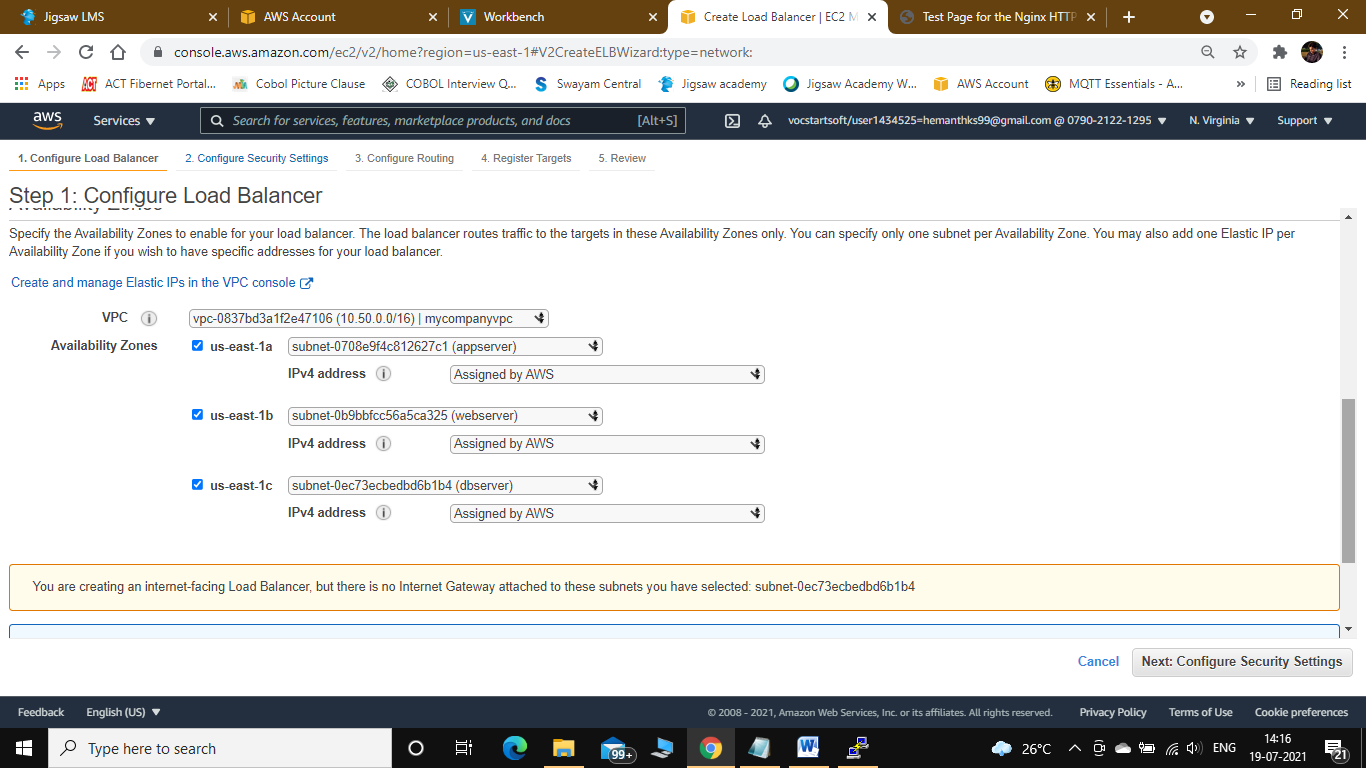 Jigsaw LMS
AWS Account
Workbench
Create Load Balancer | EC2 M
Test Page for the Nginx HTTP
console.aws.amazon.com/ec2/v2/home?region=us-east-1#V2CreateELBWizard:type=network:
Apps
ACT Fibernet Portal...
Cobol Picture Clause
COBOL Interview Q...
Swayam Central
Jigsaw academy
Jigsaw Academy W...
AWS Account
MQTT Essentials - A...
»
Reading list
aws
Services
Search for services, features, marketplace products, and docs
[Alt+S]
vocstartsoft/user1434525=hemanthks99@gmail.com @ 0790-2122-1295
N. Virginia
Support
1. Configure Load Balancer
2. Configure Security Settings
3. Configure Routing
4. Register Targets
5. Review
Step 1: Configure Load Balancer
Availability Zones
Specify the Availability Zones to enable for your load balancer. The load balancer routes traffic to the targets in these Availability Zones only. You can specify only one subnet per Availability Zone. You may also add one Elastic IP per
Availability Zone if you wish to have specific addresses for your load balancer.
Create and manage Elastic IPs in the VPC console
VPC
vpc-0837bd3a1f2e47106 (10.50.0.0/16) | mycompanyvpc
Availability Zones
us-east-1a
subnet-0708e9f4c812627c1 (appserver)
IPv4 address
Assigned by AWS
us-east-1b
subnet-0b9bbfcc56a5ca325 (webserver)
IPv4 address
Assigned by AWS
us-east-1c
subnet-0ec73ecbedbd6b1b4 (dbserver)
IPv4 address
Assigned by AWS
You are creating an internet-facing Load Balancer, but there is no Internet Gateway attached to these subnets you have selected: subnet-0ec73ecbedbd6b1b4
Cancel
Next: Configure Security Settings
Feedback
English (US)
© 2008 - 2021, Amazon Web Services, Inc. or its affiliates. All rights reserved.
Privacy Policy
Terms of Use
Cookie preferences
Type here to search
99+
26°C
ENG
14:16
19-07-2021
21